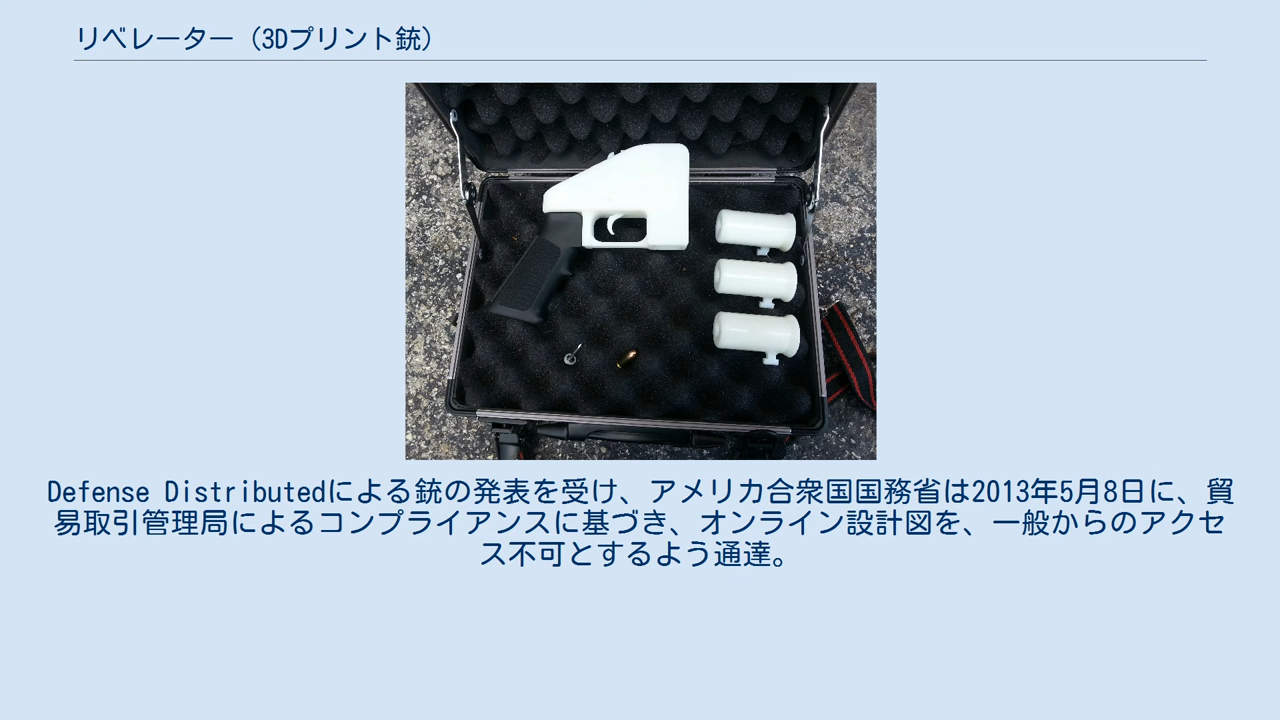 リベレーター（3Dプリント銃）
Defense Distributedによる銃の発表を受け、アメリカ合衆国国務省は2013年5月8日に、貿
易取引管理局によるコンプライアンスに基づき、オンライン設計図を、一般からのアクセ
ス不可とするよう通達。